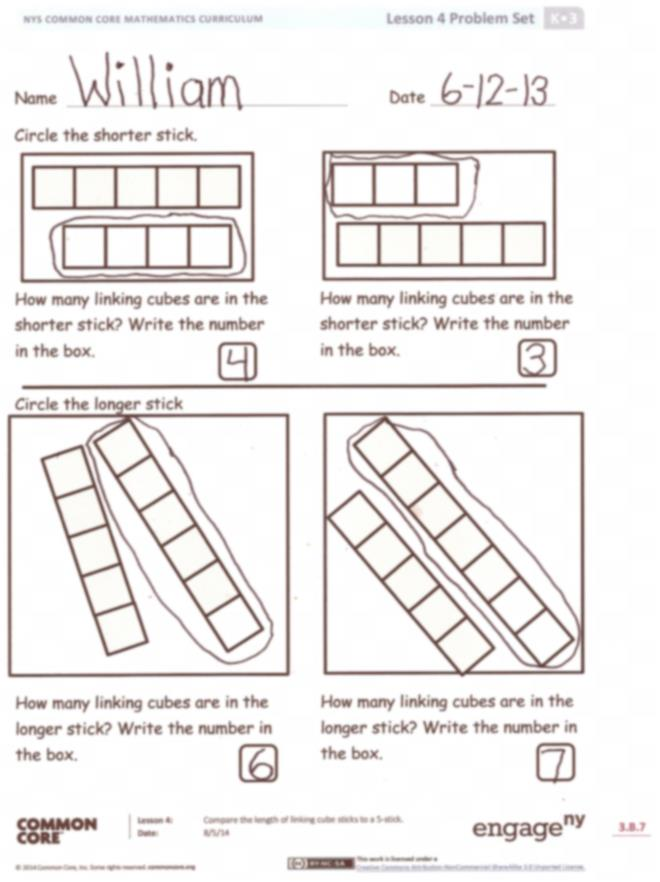 NYS COMMON CORE MATHEMATICS CURRICULUM
Lesson 4 Problem Set K•3
Name William Date 6-12-13
Circle the shorter stick.
How many linking cubes are in the
shorter stick? Write the number
in the box.
4
How many linking cubes are in the
shorter stick? Write the number
in the box.
3
Circle the longer stick
How many linking cubes are in the
longer stick? Write the number in
the box.
6
How many linking cubes are in the
longer stick? Write the number in
the box.
7
COMMON
CORE
Lesson 4: Compare the length of linking cube sticks to a 5-stick.
Date: 8/5/14
engageny
3.B.7
© 2014 Common Core, Inc. Some rights reserved. commoncore.org
CC BY-NC-SA
This work is licensed under a
Creative Commons Attribution-NonCommercial-ShareAlike 3.0 Unported License.